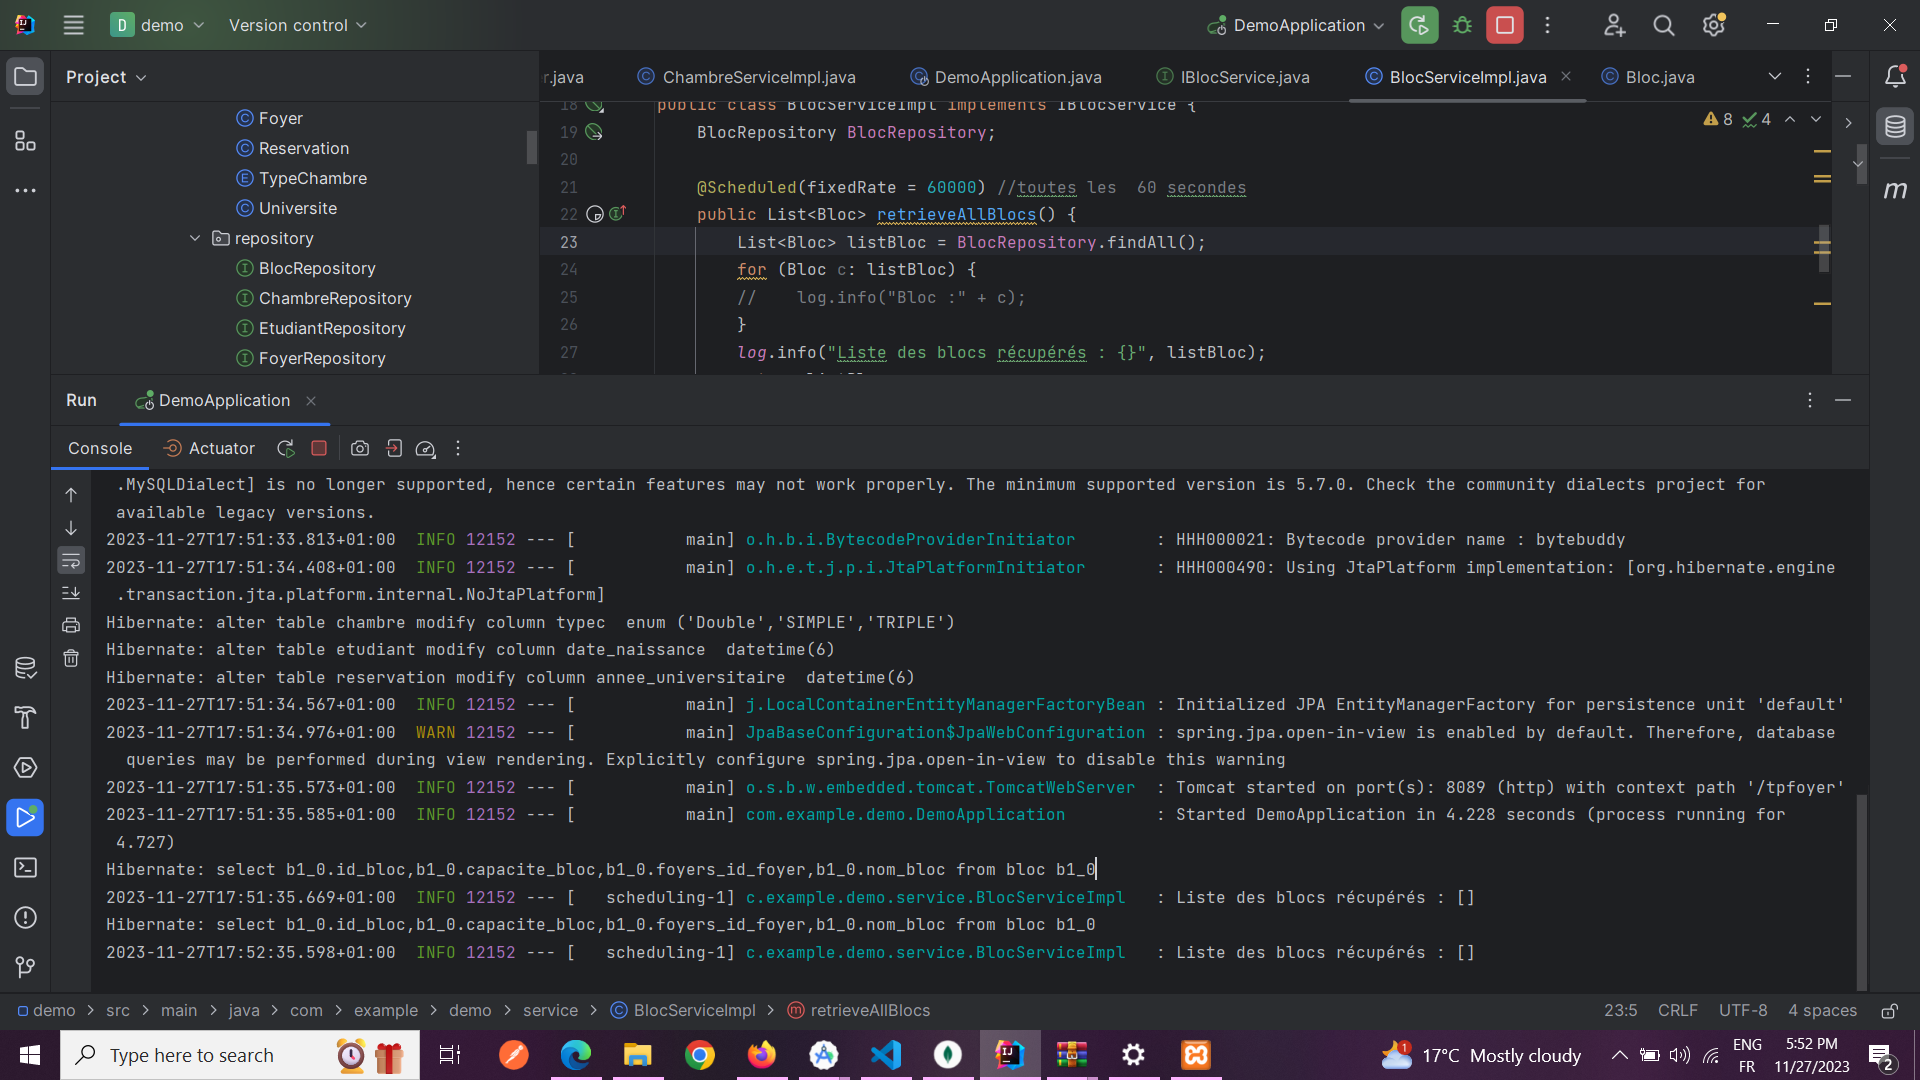 D demo Version control DemoApplication
Project
r.java ChambreServiceImpl.java DemoApplication.java IBlocService.java BlocServiceImpl.java Bloc.java
Foyer
Reservation
TypeChambre
Universite
repository
BlocRepository
ChambreRepository
EtudiantRepository
FoyerRepository
18 public class BlocServiceImpl implements IBlocService {
19 BlocRepository BlocRepository;
20
21 @Scheduled(fixedRate = 60000) //toutes les  60 secondes
22 public List<Bloc> retrieveAllBlocs() {
23 List<Bloc> listBloc = BlocRepository.findAll();
24 for (Bloc c: listBloc) {
25 //    log.info("Bloc :" + c);
26 }
27 log.info("Liste des blocs récupérés : {}", listBloc);
8 4
m
Run DemoApplication
Console Actuator
.MySQLDialect] is no longer supported, hence certain features may not work properly. The minimum supported version is 5.7.0. Check the community dialects project for
available legacy versions.
2023-11-27T17:51:33.813+01:00  INFO 12152 --- [           main] o.h.b.i.BytecodeProviderInitiator        : HHH000021: Bytecode provider name : bytebuddy
2023-11-27T17:51:34.408+01:00  INFO 12152 --- [           main] o.h.e.t.j.p.i.JtaPlatformInitiator       : HHH000490: Using JtaPlatform implementation: [org.hibernate.engine
.transaction.jta.platform.internal.NoJtaPlatform]
Hibernate: alter table chambre modify column typec  enum ('Double','SIMPLE','TRIPLE')
Hibernate: alter table etudiant modify column date_naissance  datetime(6)
Hibernate: alter table reservation modify column annee_universitaire  datetime(6)
2023-11-27T17:51:34.567+01:00  INFO 12152 --- [           main] j.LocalContainerEntityManagerFactoryBean : Initialized JPA EntityManagerFactory for persistence unit 'default'
2023-11-27T17:51:34.976+01:00  WARN 12152 --- [           main] JpaBaseConfiguration$JpaWebConfiguration : spring.jpa.open-in-view is enabled by default. Therefore, database
queries may be performed during view rendering. Explicitly configure spring.jpa.open-in-view to disable this warning
2023-11-27T17:51:35.573+01:00  INFO 12152 --- [           main] o.s.b.w.embedded.tomcat.TomcatWebServer  : Tomcat started on port(s): 8089 (http) with context path '/tpfoyer'
2023-11-27T17:51:35.585+01:00  INFO 12152 --- [           main] com.example.demo.DemoApplication         : Started DemoApplication in 4.228 seconds (process running for
4.727)
Hibernate: select b1_0.id_bloc,b1_0.capacite_bloc,b1_0.foyers_id_foyer,b1_0.nom_bloc from bloc b1_0
2023-11-27T17:51:35.669+01:00  INFO 12152 --- [   scheduling-1] c.example.demo.service.BlocServiceImpl   : Liste des blocs récupérés : []
Hibernate: select b1_0.id_bloc,b1_0.capacite_bloc,b1_0.foyers_id_foyer,b1_0.nom_bloc from bloc b1_0
2023-11-27T17:52:35.598+01:00  INFO 12152 --- [   scheduling-1] c.example.demo.service.BlocServiceImpl   : Liste des blocs récupérés : []
demo > src > main > java > com > example > demo > service > BlocServiceImpl > retrieveAllBlocs 23:5 CRLF UTF-8 4 spaces
Type here to search 1 17°C Mostly cloudy ENG 5:52 PM
FR 11/27/2023 2